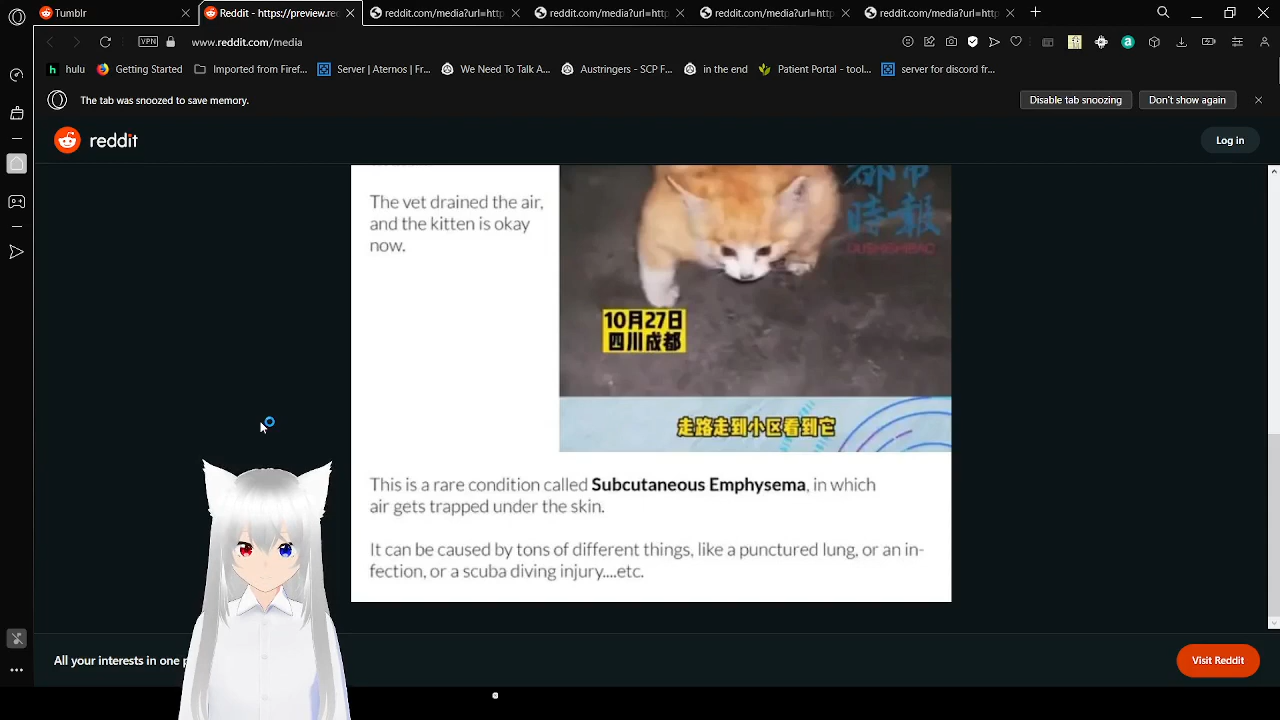 Tumblr
Reddit - https://preview.red
reddit.com/media?url=http
reddit.com/media?url=http
reddit.com/media?url=http
reddit.com/media?url=http
VPN
www.reddit.com/media
hulu
Getting Started
Imported from Firef...
Server | Aternos | Fr...
We Need To Talk A...
Austringers - SCP F...
in the end
Patient Portal - tool...
server for discord fr...
The tab was snoozed to save memory.
Disable tab snoozing
Don't show again
reddit
Log in
The vet drained the air,
and the kitten is okay
now.
都市
時報
DUSHISHIBAO
10月27日
四川成都
走路走到小区看到它
This is a rare condition called Subcutaneous Emphysema, in which
air gets trapped under the skin.
It can be caused by tons of different things, like a punctured lung, or an in-
fection, or a scuba diving injury....etc.
All your interests in one p
Visit Reddit